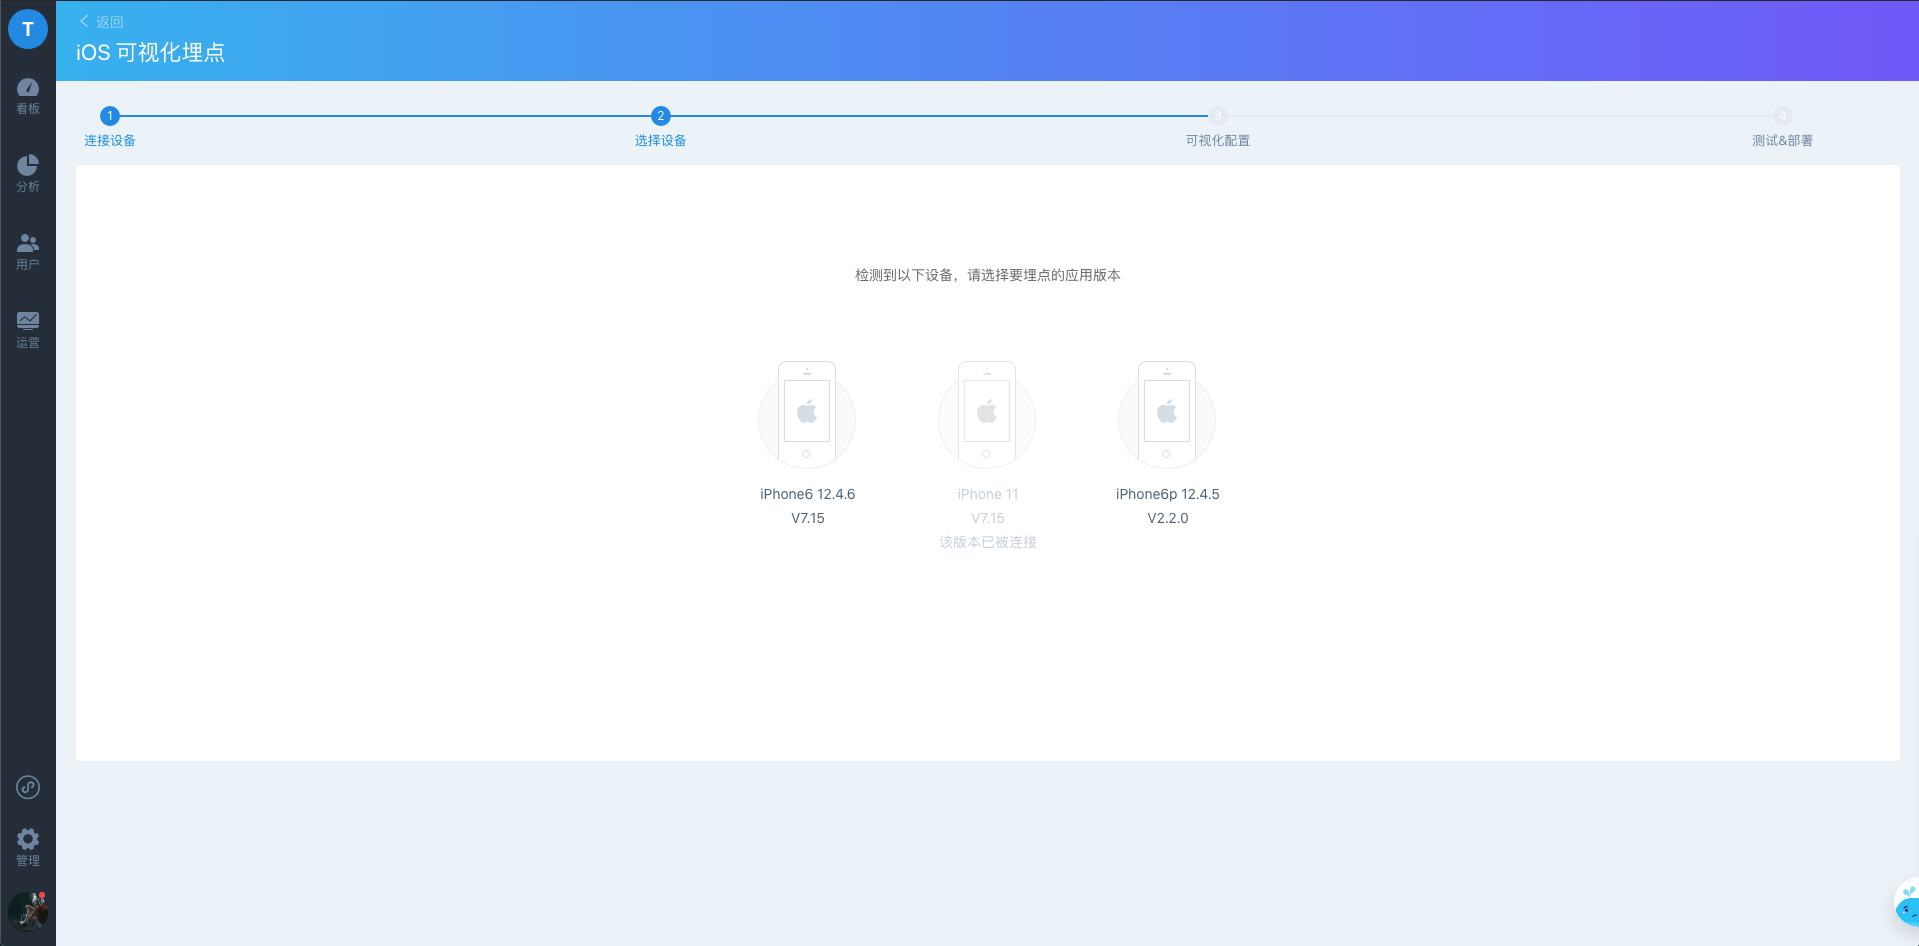 T
看板
分析
用户
运营
管理
返回
iOS 可视化埋点
1
连接设备
2
选择设备
3
可视化配置
4
测试&部署
检测到以下设备，请选择要埋点的应用版本
iPhone6 12.4.6
V7.15
iPhone 11
V7.15
该版本已被连接
iPhone6p 12.4.5
V2.2.0